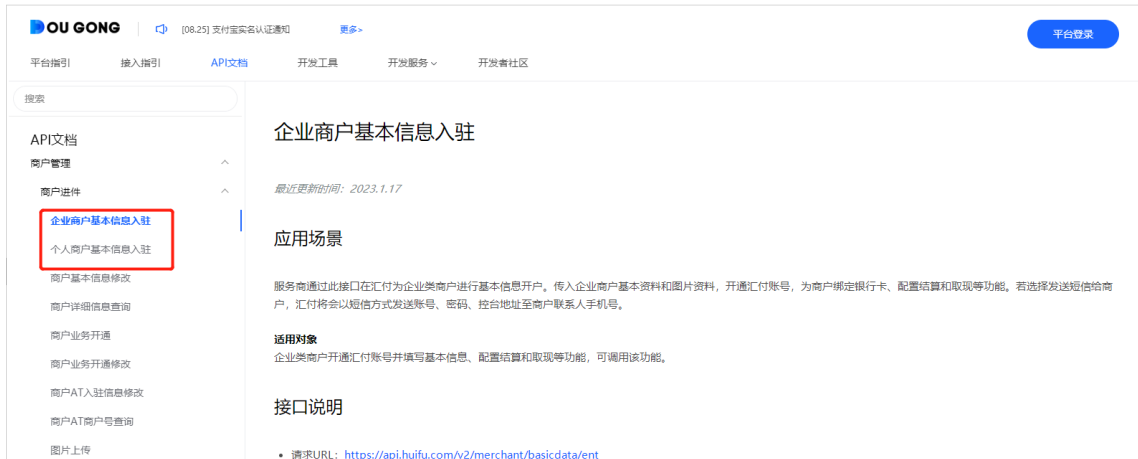 DOU GONG
[08.25] 支付宝实名认证通知
更多>
平台登录
平台指引
接入指引
API文档
开发工具
开发服务
开发者社区
搜索
API文档
商户管理
商户进件
企业商户基本信息入驻
个人商户基本信息入驻
商户基本信息修改
商户详细信息查询
商户业务开通
商户业务开通修改
商户AT入驻信息修改
商户AT商户号查询
图片上传
企业商户基本信息入驻
最近更新时间：2023.1.17
应用场景
服务商通过此接口在汇付为企业类商户进行基本信息开户。传入企业商户基本资料和图片资料，开通汇付账号，为商户绑定银行卡、配置结算和取现等功能。若选择发送短信给商
户，汇付将会以短信方式发送账号、密码、控台地址至商户联系人手机号。
适用对象
企业类商户开通汇付账号并填写基本信息、配置结算和取现等功能，可调用该功能。
接口说明
• 请求URL：https://api.huifu.com/v2/merchant/basicdata/ent